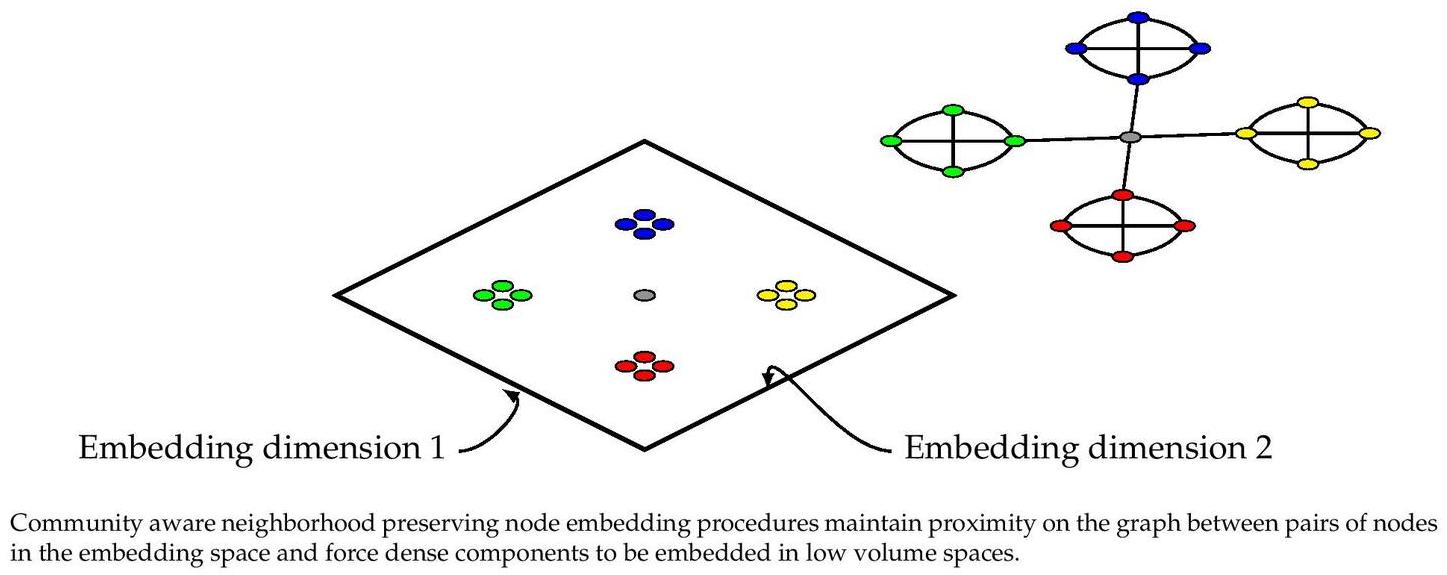 Embedding dimension 1
Embedding dimension 2
Community aware neighborhood preserving node embedding procedures maintain proximity on the graph between pairs of nodes
in the embedding space and force dense components to be embedded in low volume spaces.